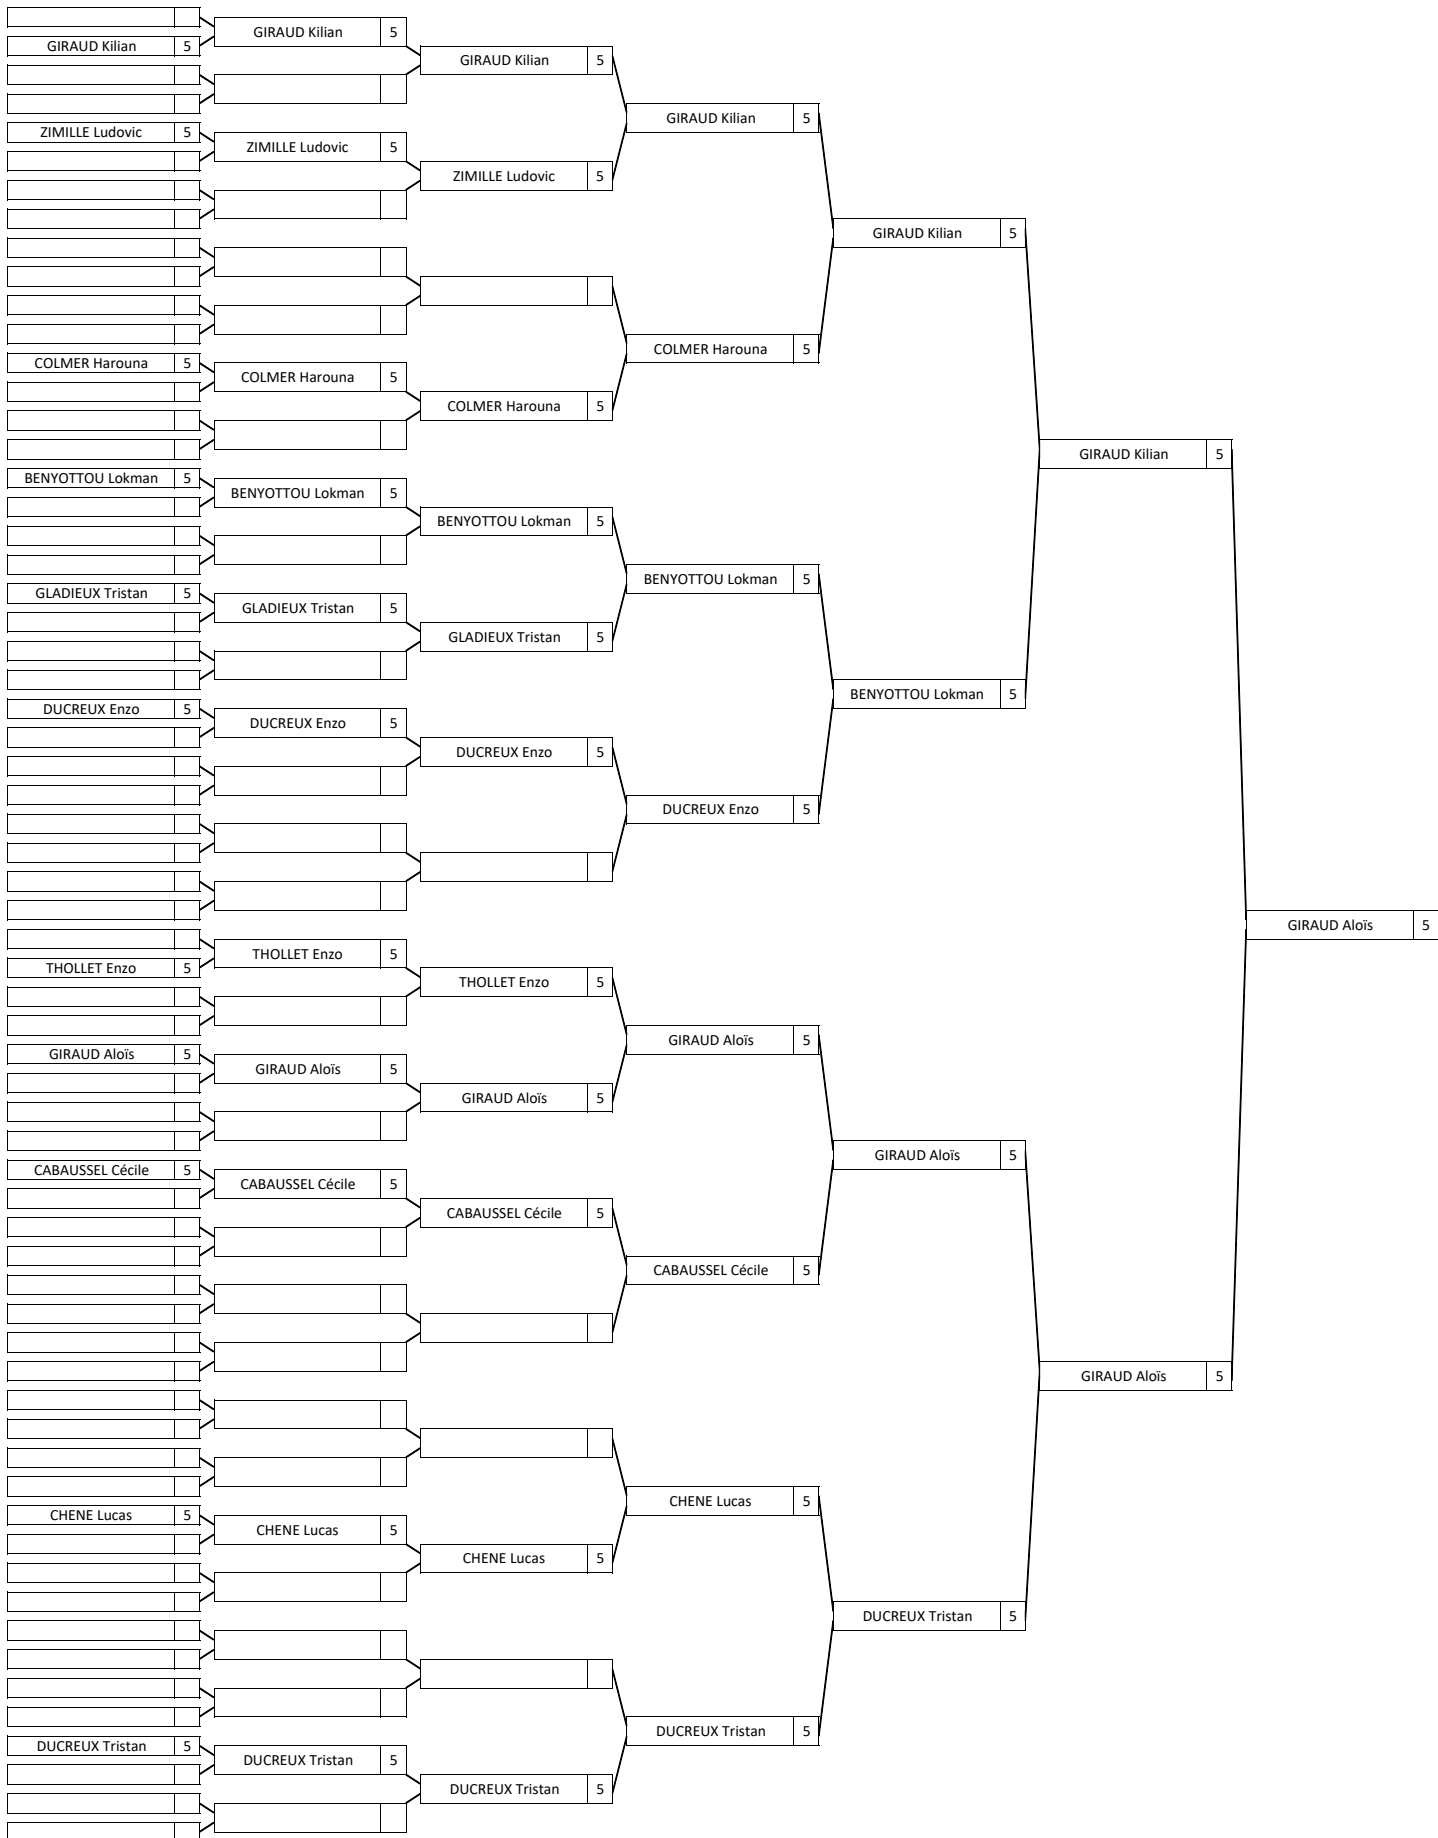 GIRAUD Kilian 5
GIRAUD Kilian 5
GIRAUD Kilian 5
ZIMILLE Ludovic 5
GIRAUD Kilian 5
ZIMILLE Ludovic 5
ZIMILLE Ludovic 5
GIRAUD Kilian 5
COLMER Harouna 5
COLMER Harouna 5
COLMER Harouna 5
COLMER Harouna 5
GIRAUD Kilian 5
BENYOTTOU Lokman 5
BENYOTTOU Lokman 5
BENYOTTOU Lokman 5
BENYOTTOU Lokman 5
GLADIEUX Tristan 5
GLADIEUX Tristan 5
GLADIEUX Tristan 5
BENYOTTOU Lokman 5
DUCREUX Enzo 5
DUCREUX Enzo 5
DUCREUX Enzo 5
DUCREUX Enzo 5
GIRAUD Aloïs 5
THOLLET Enzo 5
THOLLET Enzo 5
THOLLET Enzo 5
GIRAUD Aloïs 5
GIRAUD Aloïs 5
GIRAUD Aloïs 5
GIRAUD Aloïs 5
GIRAUD Aloïs 5
CABAUSSEL Cécile 5
CABAUSSEL Cécile 5
CABAUSSEL Cécile 5
CABAUSSEL Cécile 5
GIRAUD Aloïs 5
CHENE Lucas 5
CHENE Lucas 5
CHENE Lucas 5
CHENE Lucas 5
DUCREUX Tristan 5
DUCREUX Tristan 5
DUCREUX Tristan 5
DUCREUX Tristan 5
DUCREUX Tristan 5